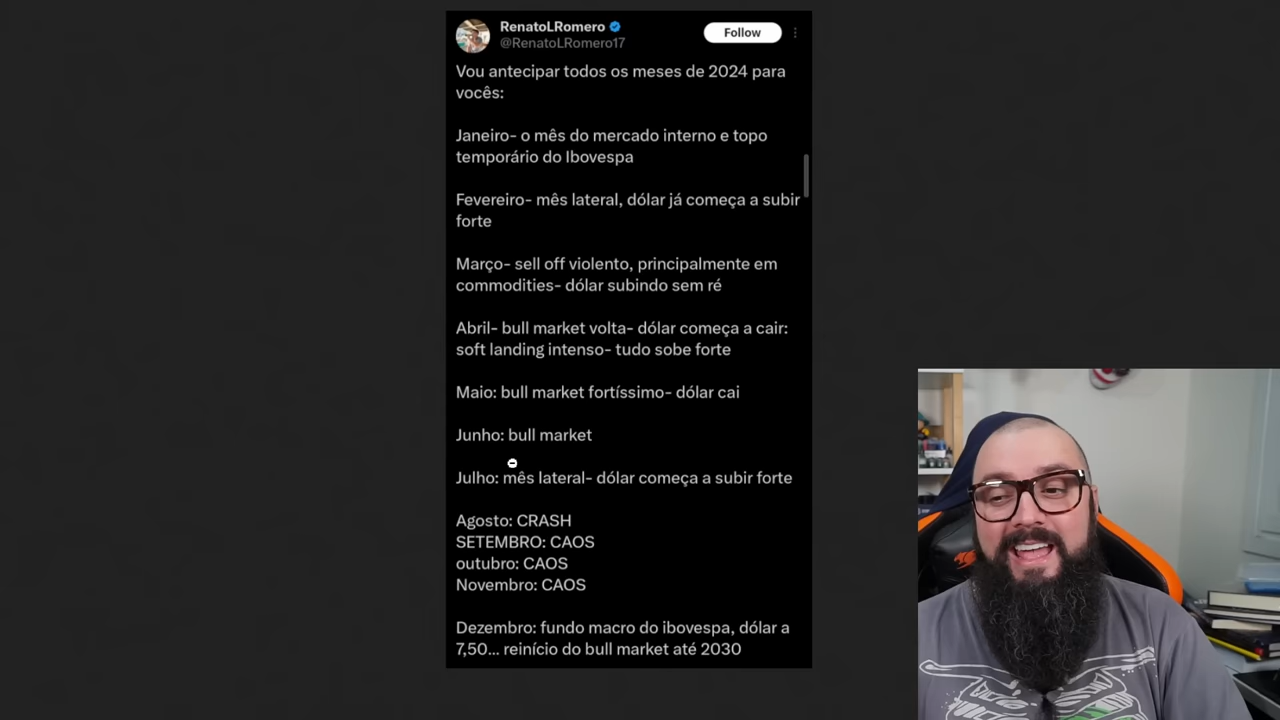 RenatoLRomero
@RenatoLRomero17
Follow
Vou antecipar todos os meses de 2024 para
vocês:
Janeiro- o mês do mercado interno e topo
temporário do Ibovespa
Fevereiro- mês lateral, dólar já começa a subir
forte
Março- sell off violento, principalmente em
commodities- dólar subindo sem ré
Abril- bull market volta- dólar começa a cair:
soft landing intenso- tudo sobe forte
Maio: bull market fortíssimo- dólar cai
Junho: bull market
Julho: mês lateral- dólar começa a subir forte
Agosto: CRASH
SETEMBRO: CAOS
outubro: CAOS
Novembro: CAOS
Dezembro: fundo macro do ibovespa, dólar a
7,50... reinício do bull market até 2030